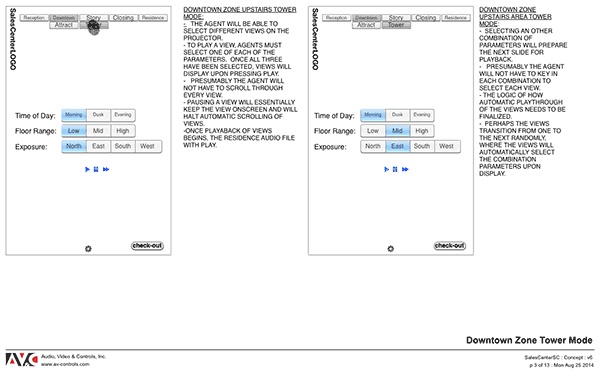 SalesCenterLOGO
Reception Downtown Story Closing Residence
Attract Tower
Time of Day: Morning Dusk Evening
Floor Range: Low Mid High
Exposure: North East South West
check-out
DOWNTOWN ZONE UPSTAIRS TOWER
MODE:
- THE AGENT WILL BE ABLE TO
SELECT DIFFERENT VIEWS ON THE
PROJECTOR.
- TO PLAY A VIEW, AGENTS MUST
SELECT ONE OF EACH OF THE
PARAMETERS. ONCE ALL THREE
HAVE BEEN SELECTED, VIEWS WILL
DISPLAY UPON PRESSING PLAY.
- PRESUMABLY THE AGENT WILL
NOT HAVE TO SCROLL THROUGH
EVERY VIEW.
- PAUSING A VIEW WILL ESSENTIALLY
KEEP THE VIEW ONSCREEN AND WILL
HALT AUTOMATIC SCROLLING OF
VIEWS.
-ONCE PLAYABACK OF VIEWS
BEGINS, THE RESIDENCE AUDIO FILE
WITH PLAY.
SalesCenterLOGO
Reception Downtown Story Closing Residence
Attract Tower
Time of Day: Morning Dusk Evening
Floor Range: Low Mid High
Exposure: North East South West
check-out
DOWNTOWN ZONE
UPSTAIRS AREA TOWER
MODE:
- SELECTING AN OTHER
COMBINATION OF
PARAMETERS WILL PREPARE
THE NEXT SLIDE FOR
PLAYBACK.
- PRESUMABLY THE AGENT
WILL NOT HAVE TO KEY IN
EACH COMBINATION TO
SELECT EACH VIEW.
- THE LOGIC OF HOW
AUTOMATIC PLAYTHROUGH
OF THE VIEWS NEEDS TO BE
FINALIZED.
- PERHAPS THE VIEWS
TRANSITION FROM ONE TO
THE NEXT RANDOMLY,
WHERE THE VIEWS WILL
AUTOMATICALLY SELECT
THE COMBINATION
PARAMETERS UPON
DISPLAY.
Downtown Zone Tower Mode
AVC Audio, Video & Controls, Inc.
www.av-controls.com
SalesCenterSC : Concept : v6
p 3 of 13 : Mon Aug 25 2014